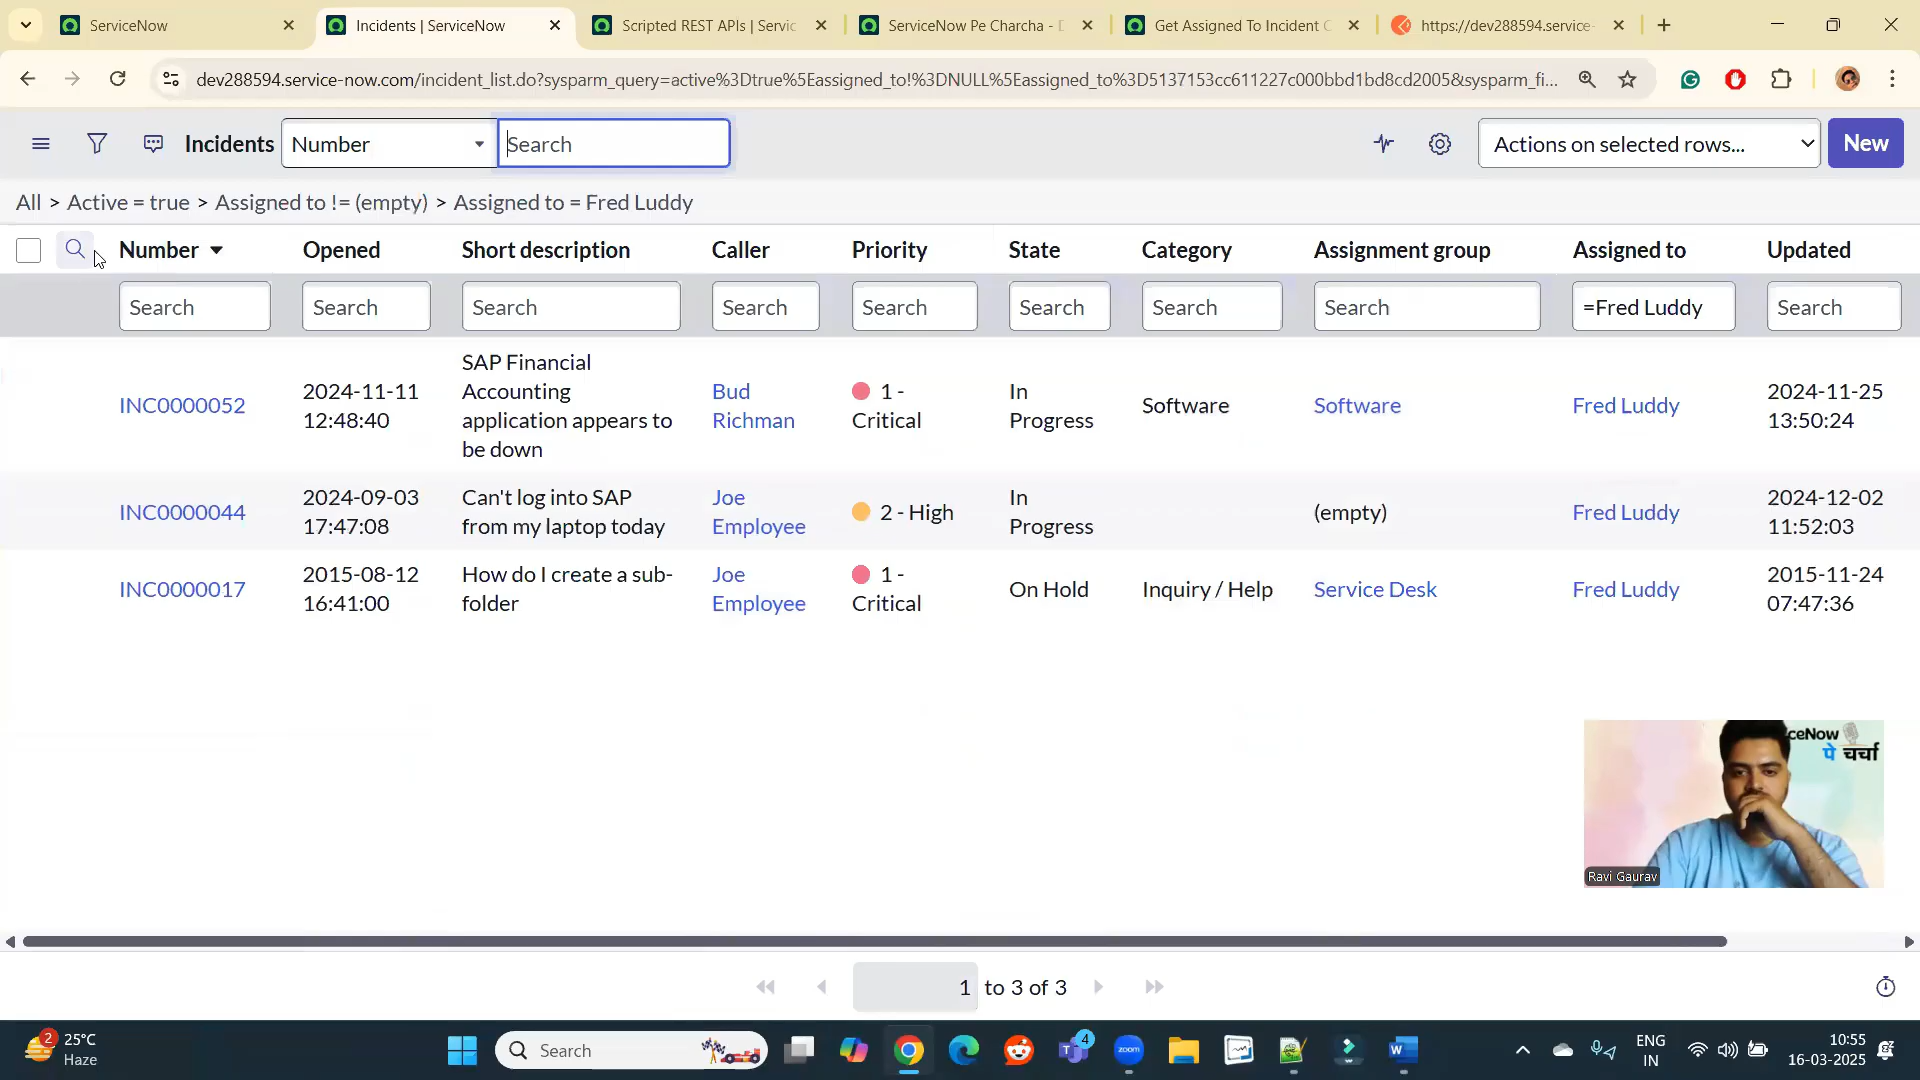 ServiceNow
Incidents | ServiceNow
Scripted REST APIs | Servic
ServiceNow Pe Charcha - D
Get Assigned To Incident C
https://dev288594.service-
dev288594.service-now.com/incident_list.do?sysparm_query=active%3Dtrue%5Eassigned_to!%3DNULL%5Eassigned_to%3D5137153cc611227c000bbd1bd8cd2005&sysparm_fi...
Incidents
Number
Search
Actions on selected rows...
New
All > Active = true > Assigned to != (empty) > Assigned to = Fred Luddy
Number Opened Short description Caller Priority State Category Assignment group Assigned to Updated
Search Search Search Search Search Search Search Search =Fred Luddy Search
INC0000052
2024-11-11
12:48:40
SAP Financial
Accounting
application appears to
be down
Bud
Richman
1 -
Critical
In
Progress
Software
Software
Fred Luddy
2024-11-25
13:50:24
INC0000044
2024-09-03
17:47:08
Can't log into SAP
from my laptop today
Joe
Employee
2 - High
In
Progress
(empty)
Fred Luddy
2024-12-02
11:52:03
INC0000017
2015-08-12
16:41:00
How do I create a sub-
folder
Joe
Employee
1 -
Critical
On Hold
Inquiry / Help
Service Desk
Fred Luddy
2015-11-24
07:47:36
ceNow
पे चर्चा
Ravi Gaurav
1 to 3 of 3
2
25°C
Haze
Search
4
zoom
ENG
IN
10:55
16-03-2025